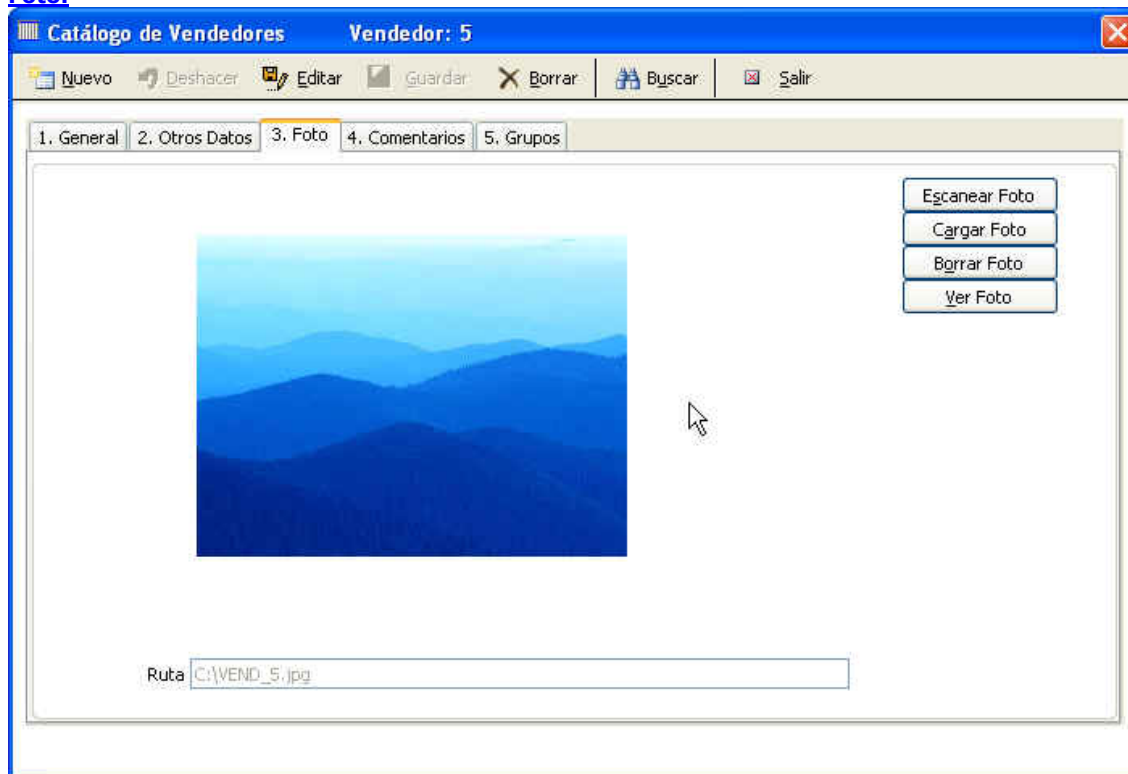 Foto:
Catálogo de Vendedores Vendedor: 5
Nuevo Deshacer Editar Guardar Borrar Buscar Salir
1. General 2. Otros Datos 3. Foto 4. Comentarios 5. Grupos
Escanear Foto
Cargar Foto
Borrar Foto
Ver Foto
Ruta C:\VEND_5.jpg